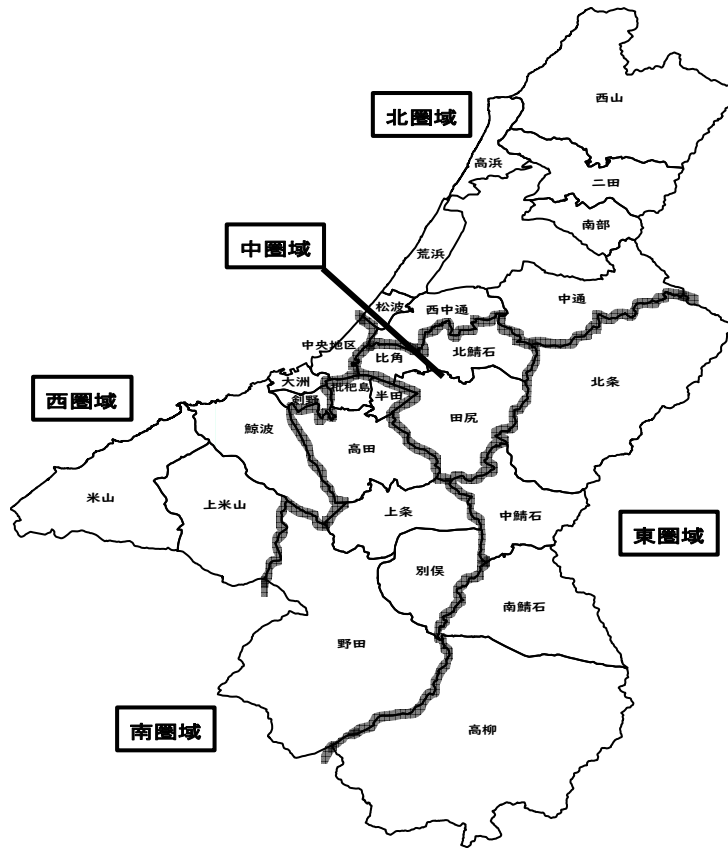 西山
北圏域
高浜
二田
南部
中圏域
荒浜
松波
西中通
中通
中央地区
比角
北鯖石
大洲
剣野
枇杷島
半田
北条
西圏域
鯨波
田尻
高田
米山
上米山
上条
中鯖石
東圏域
別俣
南鯖石
野田
南圏域
高柳